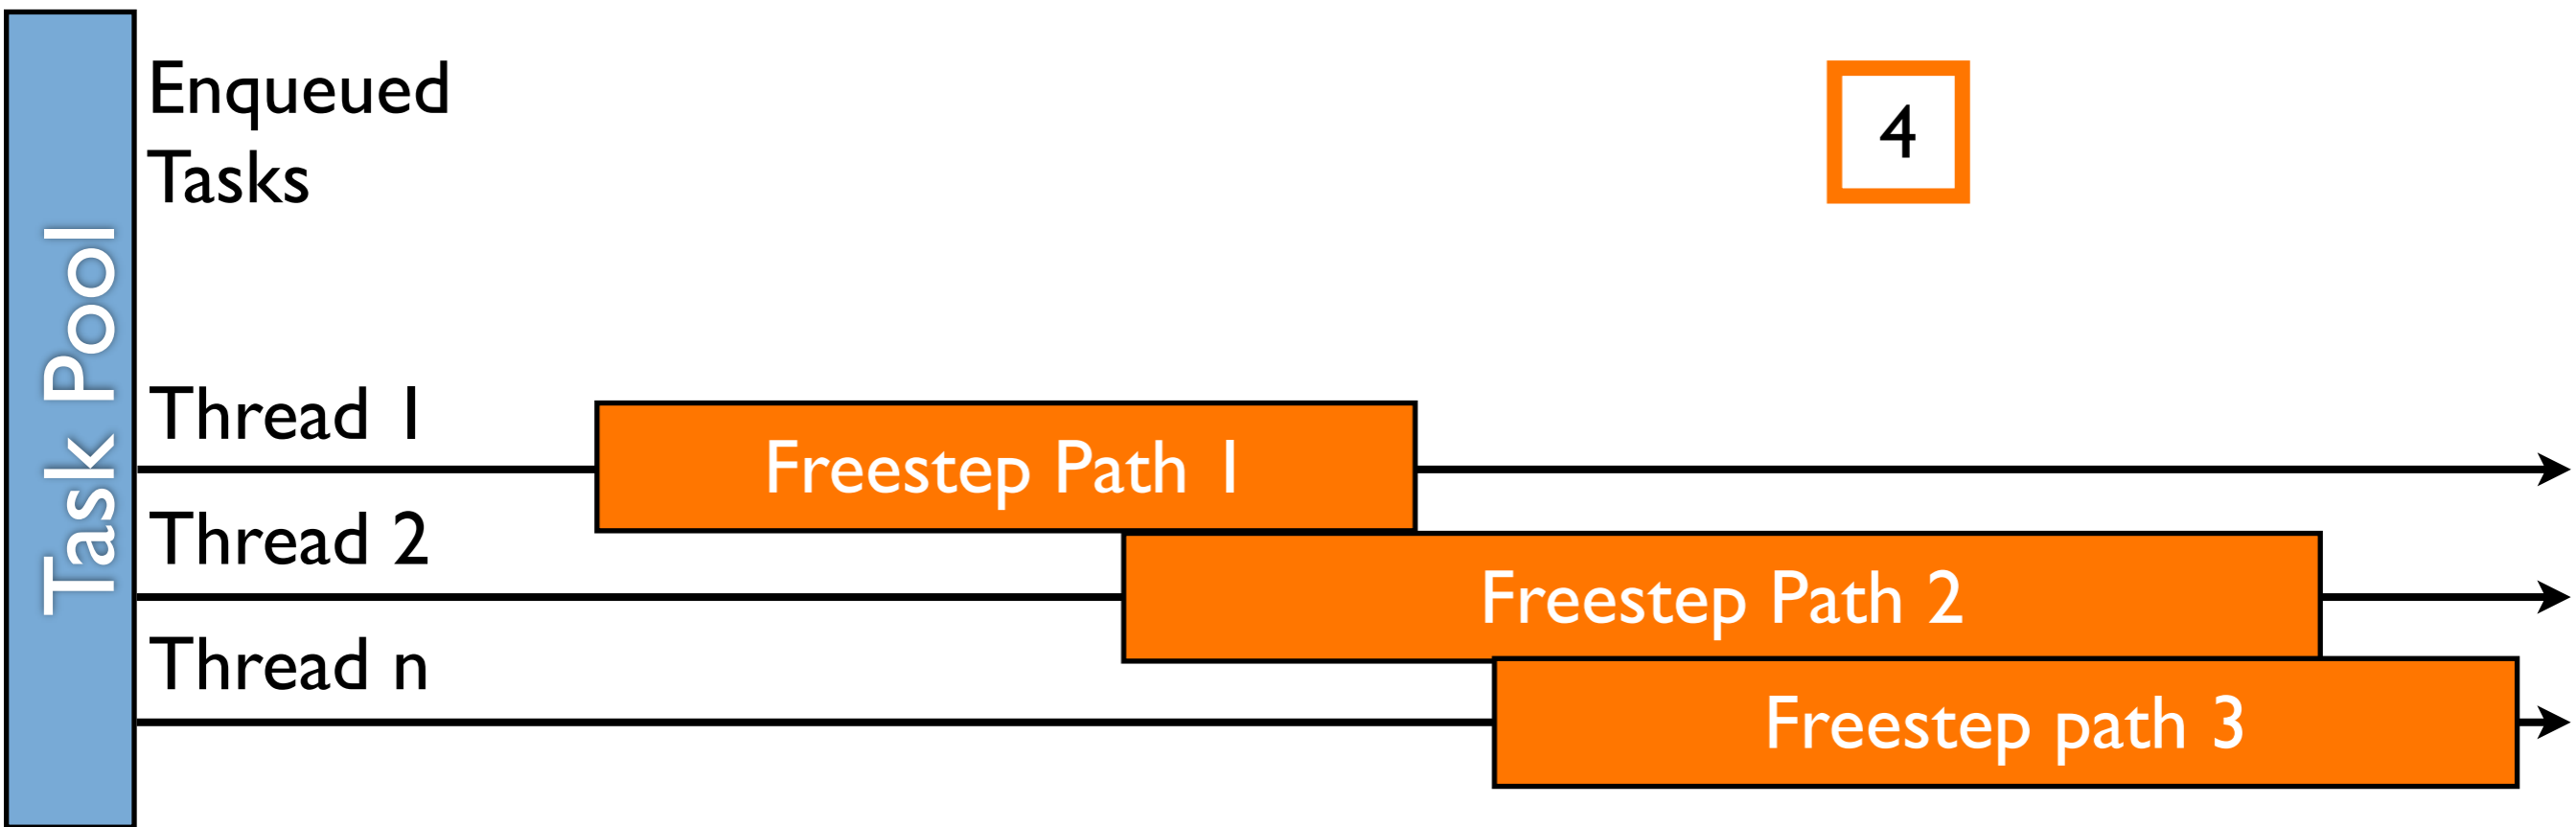 Task Pool
Enqueued
Tasks
4
Thread 1
Freestep Path 1
Thread 2
Freestep Path 2
Thread n
Freestep path 3